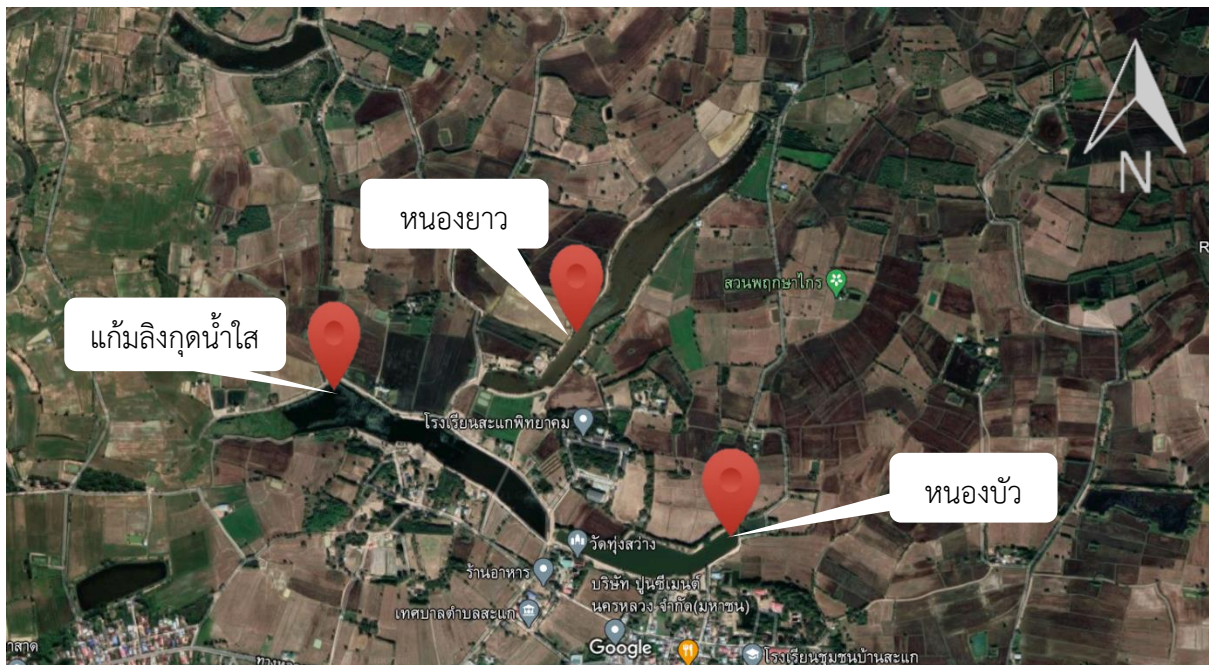 N
หนองยาว
R
สวนพฤกษาไกร
แก้มลิงกุดน้ำใส
โรงเรียนสะแกพิทยาคม
หนองบัว
วัดทุ่งสว่าง
ร้านอาหาร
บริษัท ปูนซีเมนต์
นครหลวง จำกัด(มหาชน)
เทศบาลตำบลสะแก
Google
โรงเรียนชุมชนบ้านสะแก